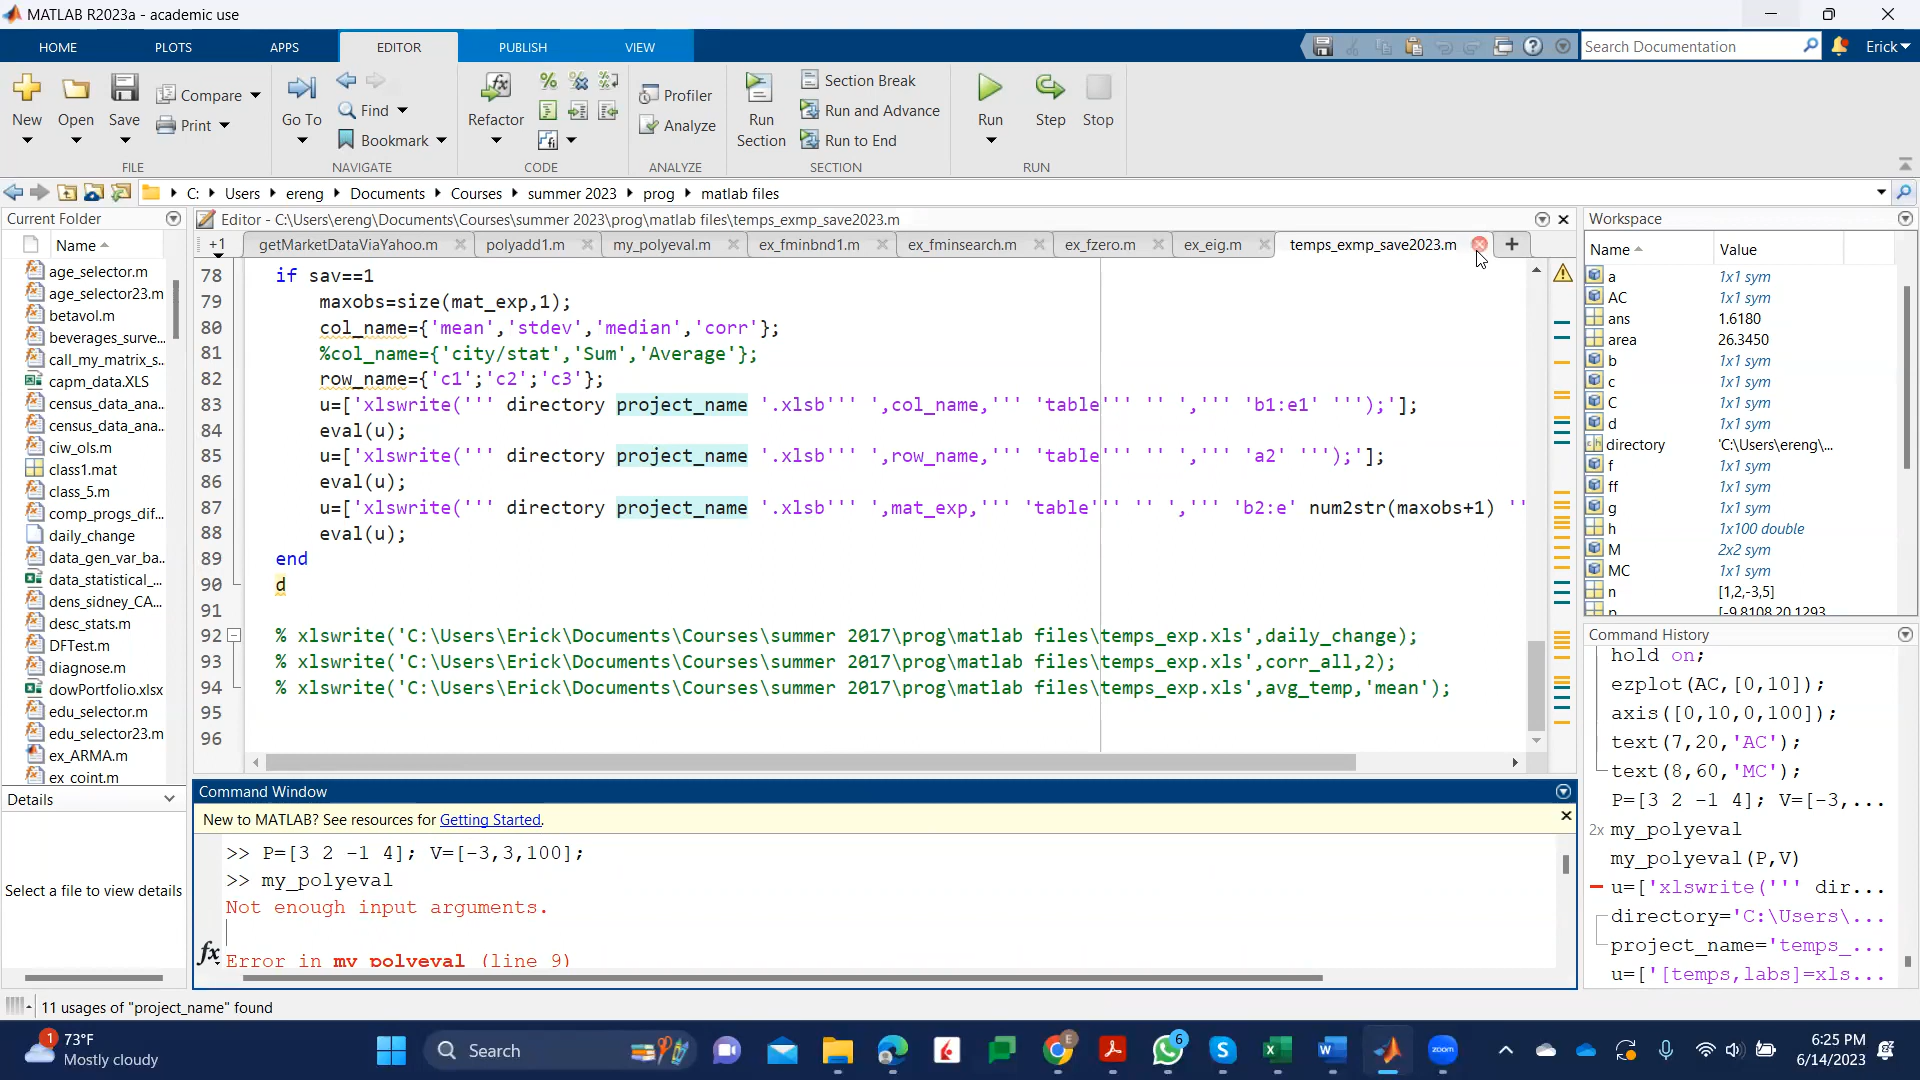 MATLAB R2023a - academic use
HOME PLOTS APPS EDITOR PUBLISH VIEW
Search Documentation
Erick
New Open Save Compare Print
FILE
Go To Find Bookmark
NAVIGATE
Refactor
CODE
Profiler Analyze
ANALYZE
Run Section
Section Break
Run and Advance
Run to End
SECTION
Run Step Stop
RUN
C: Users ereng Documents Courses summer 2023 prog matlab files
Current Folder
Name
age_selector.m
age_selector23.m
betavol.m
beverages_surve...
call_my_matrix_s...
capm_data.XLS
census_data_ana...
census_data_ana...
ciw_ols.m
class1.mat
class_5.m
comp_progs_dif...
daily_change
data_gen_var_ba...
data_statistical_...
dens_sidney_CA...
desc_stats.m
DFTest.m
diagnose.m
dowPortfolio.xlsx
edu_selector.m
edu_selector23.m
ex_ARMA.m
ex_coint.m
Details
Select a file to view details
Editor - C:\Users\ereng\Documents\Courses\summer 2023\prog\matlab files\temps_exmp_save2023.m
+1 getMarketDataViaYahoo.m polyadd1.m my_polyeval.m ex_fminbnd1.m ex_fminsearch.m ex_fzero.m ex_eig.m temps_exmp_save2023.m
78 if sav==1
79 maxobs=size(mat_exp,1);
80 col_name={'mean','stdev','median','corr'};
81 %col_name={'city/stat','Sum','Average'};
82 row_name={'c1';'c2';'c3'};
83 u=['xlswrite(''' directory project_name '.xlsb''' ',col_name,''' 'table''' '' ',''' 'b1:e1' ''');'];
84 eval(u);
85 u=['xlswrite(''' directory project_name '.xlsb''' ',row_name,''' 'table''' '' ',''' 'a2' ''');'];
86 eval(u);
87 u=['xlswrite(''' directory project_name '.xlsb''' ',mat_exp,''' 'table''' '' ',''' 'b2:e' num2str(maxobs+1) ''
88 eval(u);
89 end
90 d
91
92 % xlswrite('C:\Users\Erick\Documents\Courses\summer 2017\prog\matlab files\temps_exp.xls',daily_change);
93 % xlswrite('C:\Users\Erick\Documents\Courses\summer 2017\prog\matlab files\temps_exp.xls',corr_all,2);
94 % xlswrite('C:\Users\Erick\Documents\Courses\summer 2017\prog\matlab files\temps_exp.xls',avg_temp,'mean');
95
96
Command Window
New to MATLAB? See resources for Getting Started.
>> P=[3 2 -1 4]; V=[-3,3,100];
>> my_polyeval
Not enough input arguments.
fx
Error in my_polyeval (line 9)
Workspace
Name Value
a 1x1 sym
AC 1x1 sym
ans 1.6180
area 26.3450
b 1x1 sym
c 1x1 sym
C 1x1 sym
d 1x1 sym
directory 'C:\Users\ereng\...
f 1x1 sym
ff 1x1 sym
g 1x1 sym
h 1x100 double
M 2x2 sym
MC 1x1 sym
n [1,2,-3,5]
p [-9.8108,20.1293
Command History
hold on;
ezplot(AC,[0,10]);
axis([0,10,0,100]);
text(7,20,'AC');
text(8,60,'MC');
P=[3 2 -1 4]; V=[-3,...
2x my_polyeval
my_polyeval(P,V)
u=['xlswrite(''' dir...
directory='C:\Users\...
project_name='temps_...
u=['[temps,labs]=xls...
11 usages of "project_name" found
1
73°F
Mostly cloudy
Search
E
6
zoom
6:25 PM
6/14/2023